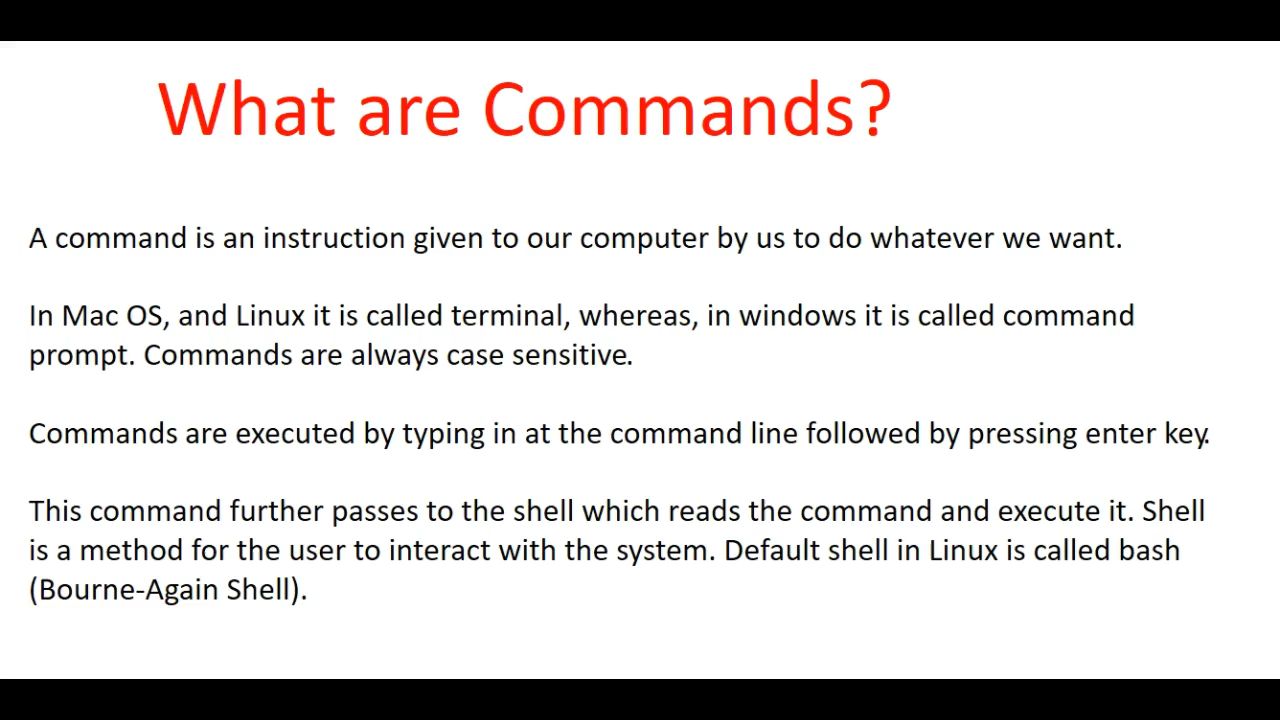 What are Commands?
A command is an instruction given to our computer by us to do whatever we want.
In Mac OS, and Linux it is called terminal, whereas, in windows it is called command
prompt. Commands are always case sensitive.
Commands are executed by typing in at the command line followed by pressing enter key.
This command further passes to the shell which reads the command and execute it. Shell
is a method for the user to interact with the system. Default shell in Linux is called bash
(Bourne-Again Shell).